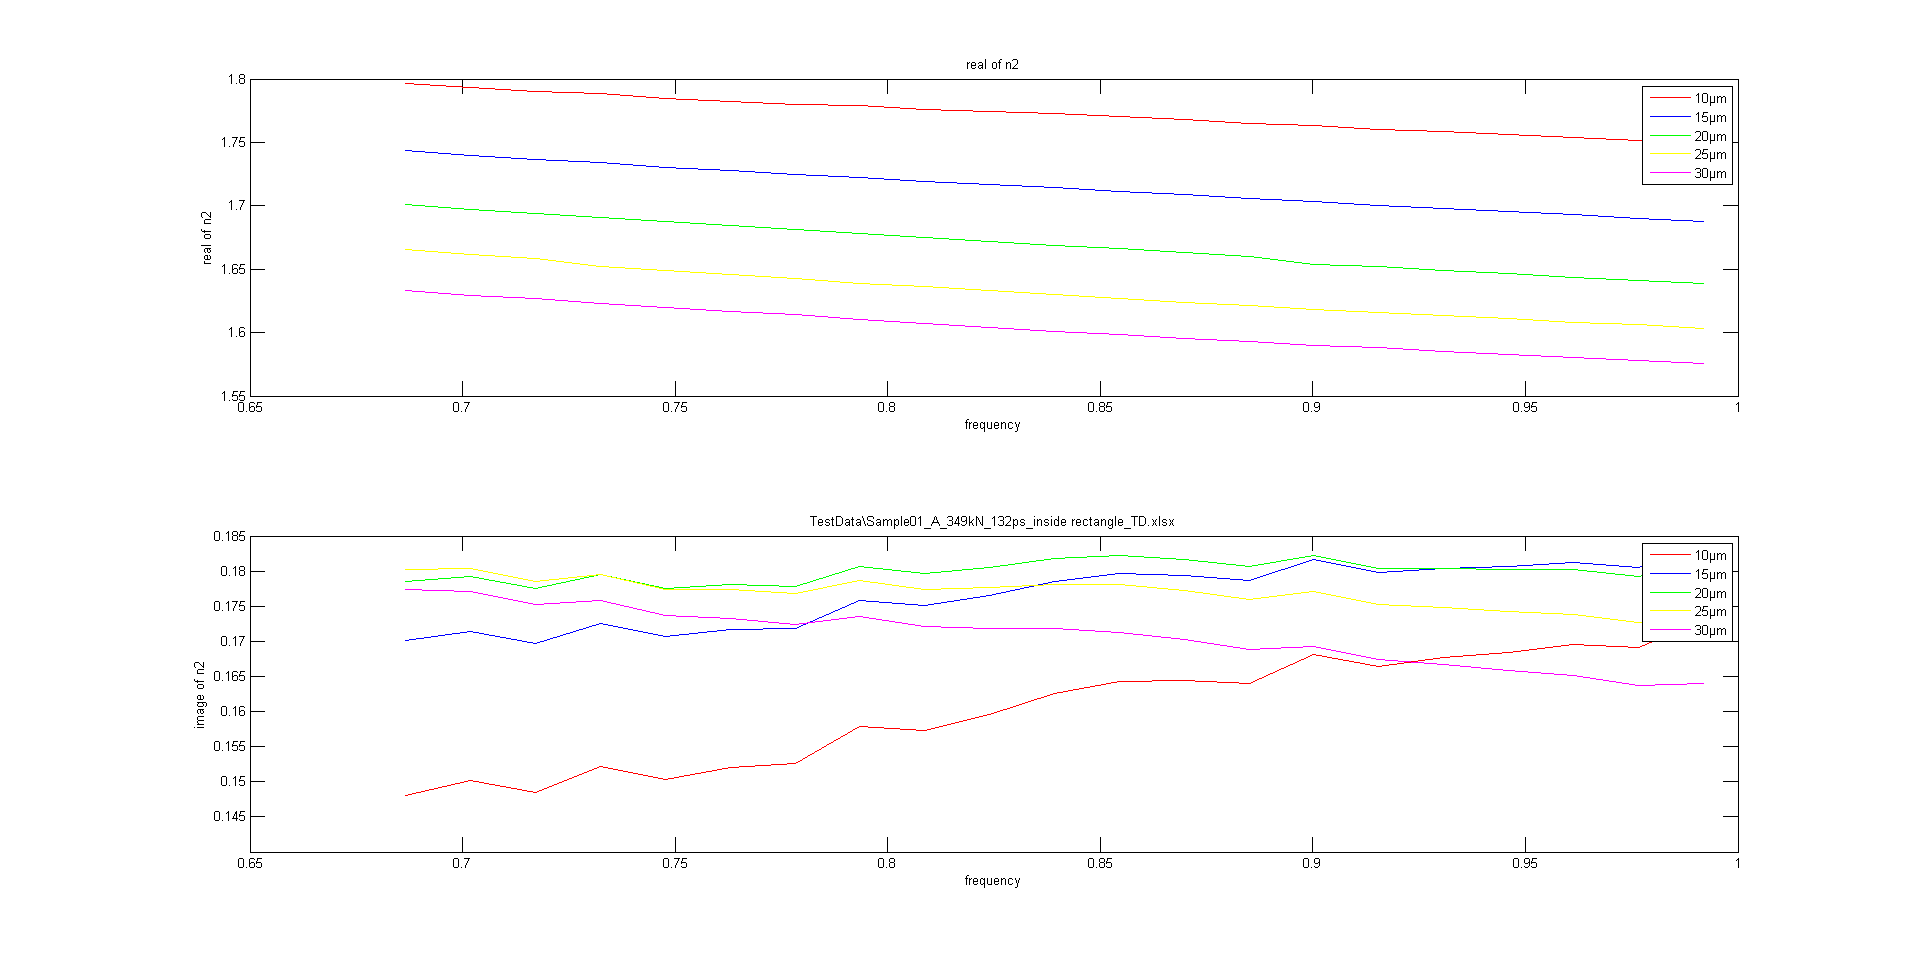 real of n2
1.8
1.75
1.7
1.65
1.6
1.55
real of n2
10µm
15µm
20µm
25µm
30µm
0.65 0.7 0.75 0.8 0.85 0.9 0.95 1
frequency
TestData\Sample01_A_349kN_132ps_inside rectangle_TD.xlsx
0.185
0.18
0.175
0.17
0.165
0.16
0.155
0.15
0.145
image of n2
10µm
15µm
20µm
25µm
30µm
0.65 0.7 0.75 0.8 0.85 0.9 0.95 1
frequency